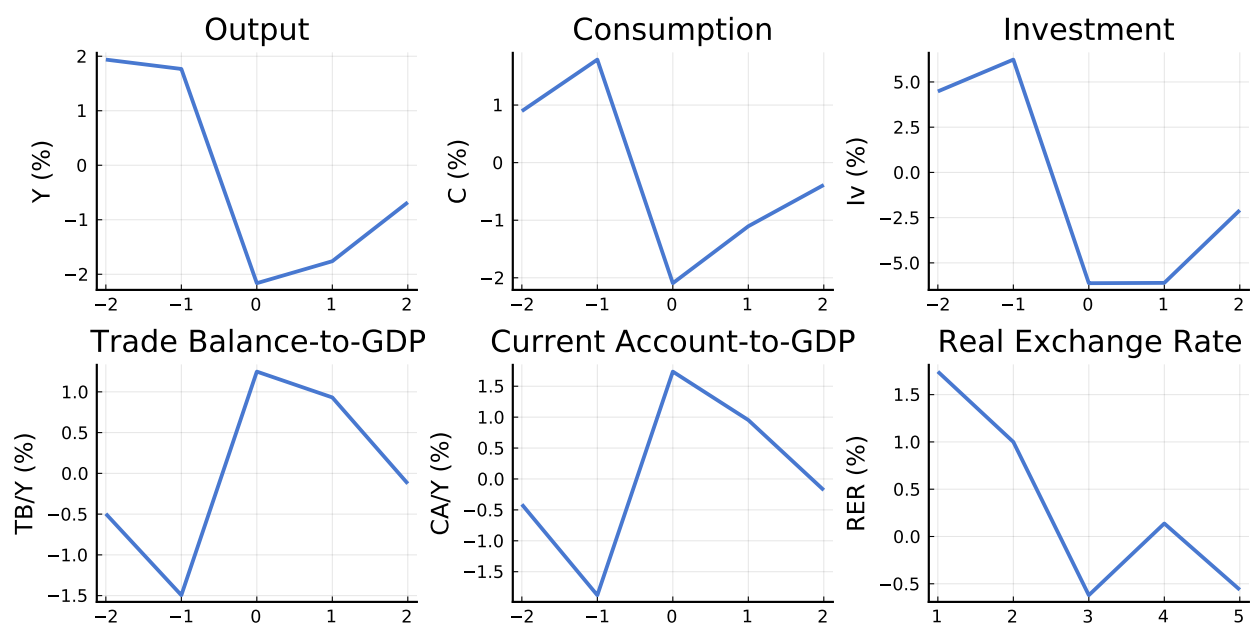 Output
Y (%)
2
1
0
−1
−2
−2 −1 0 1 2
Consumption
C (%)
1
0
−1
−2
−2 −1 0 1 2
Investment
Iv (%)
5.0
2.5
0.0
−2.5
−5.0
−2 −1 0 1 2
Trade Balance-to-GDP
TB/Y (%)
1.0
0.5
0.0
−0.5
−1.0
−1.5
−2 −1 0 1 2
Current Account-to-GDP
CA/Y (%)
1.5
1.0
0.5
0.0
−0.5
−1.0
−1.5
−2 −1 0 1 2
Real Exchange Rate
RER (%)
1.5
1.0
0.5
0.0
−0.5
1 2 3 4 5